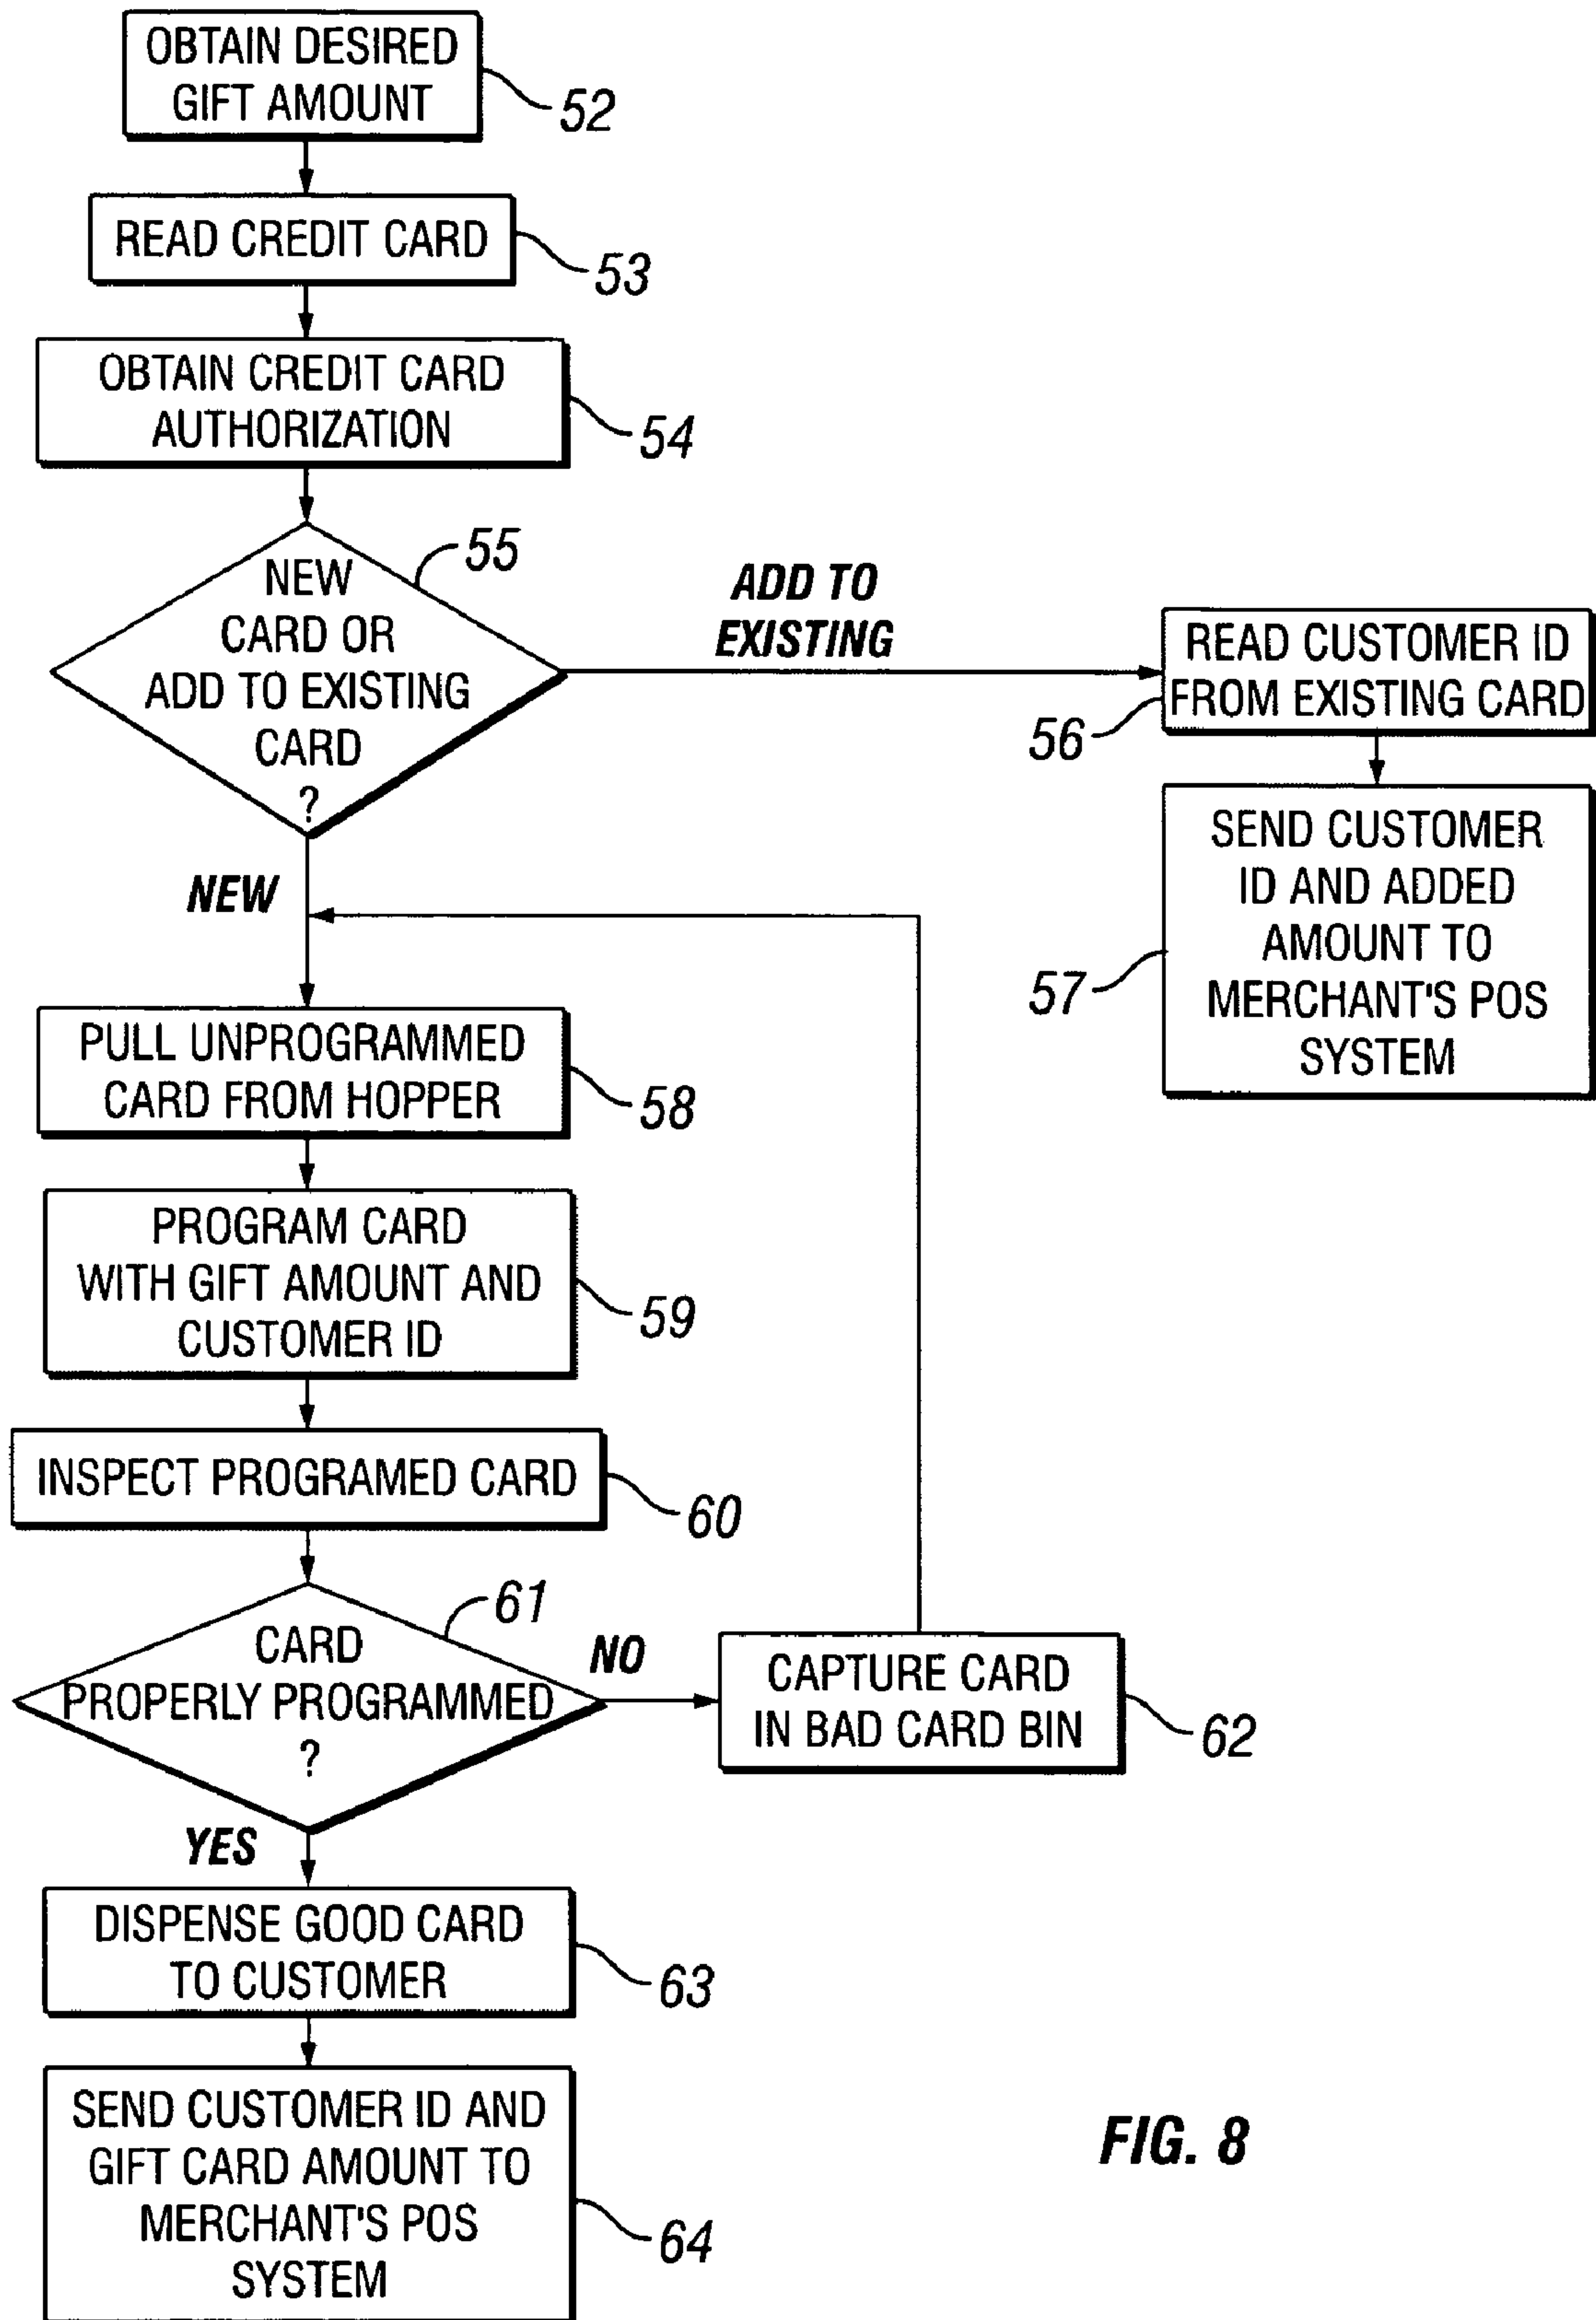 OBTAIN DESIRED
GIFT AMOUNT
52
READ CREDIT CARD
53
OBTAIN CREDIT CARD
AUTHORIZATION
54
NEW
CARD OR
ADD TO EXISTING
CARD
?
55
ADD TO
EXISTING
READ CUSTOMER ID
FROM EXISTING CARD
56
SEND CUSTOMER
ID AND ADDED
AMOUNT TO
MERCHANT'S POS
SYSTEM
57
NEW
PULL UNPROGRAMMED
CARD FROM HOPPER
58
PROGRAM CARD
WITH GIFT AMOUNT AND
CUSTOMER ID
59
INSPECT PROGRAMED CARD
60
CARD
PROPERLY PROGRAMMED
?
61
NO
CAPTURE CARD
IN BAD CARD BIN
62
YES
DISPENSE GOOD CARD
TO CUSTOMER
63
SEND CUSTOMER ID AND
GIFT CARD AMOUNT TO
MERCHANT'S POS
SYSTEM
64
FIG. 8